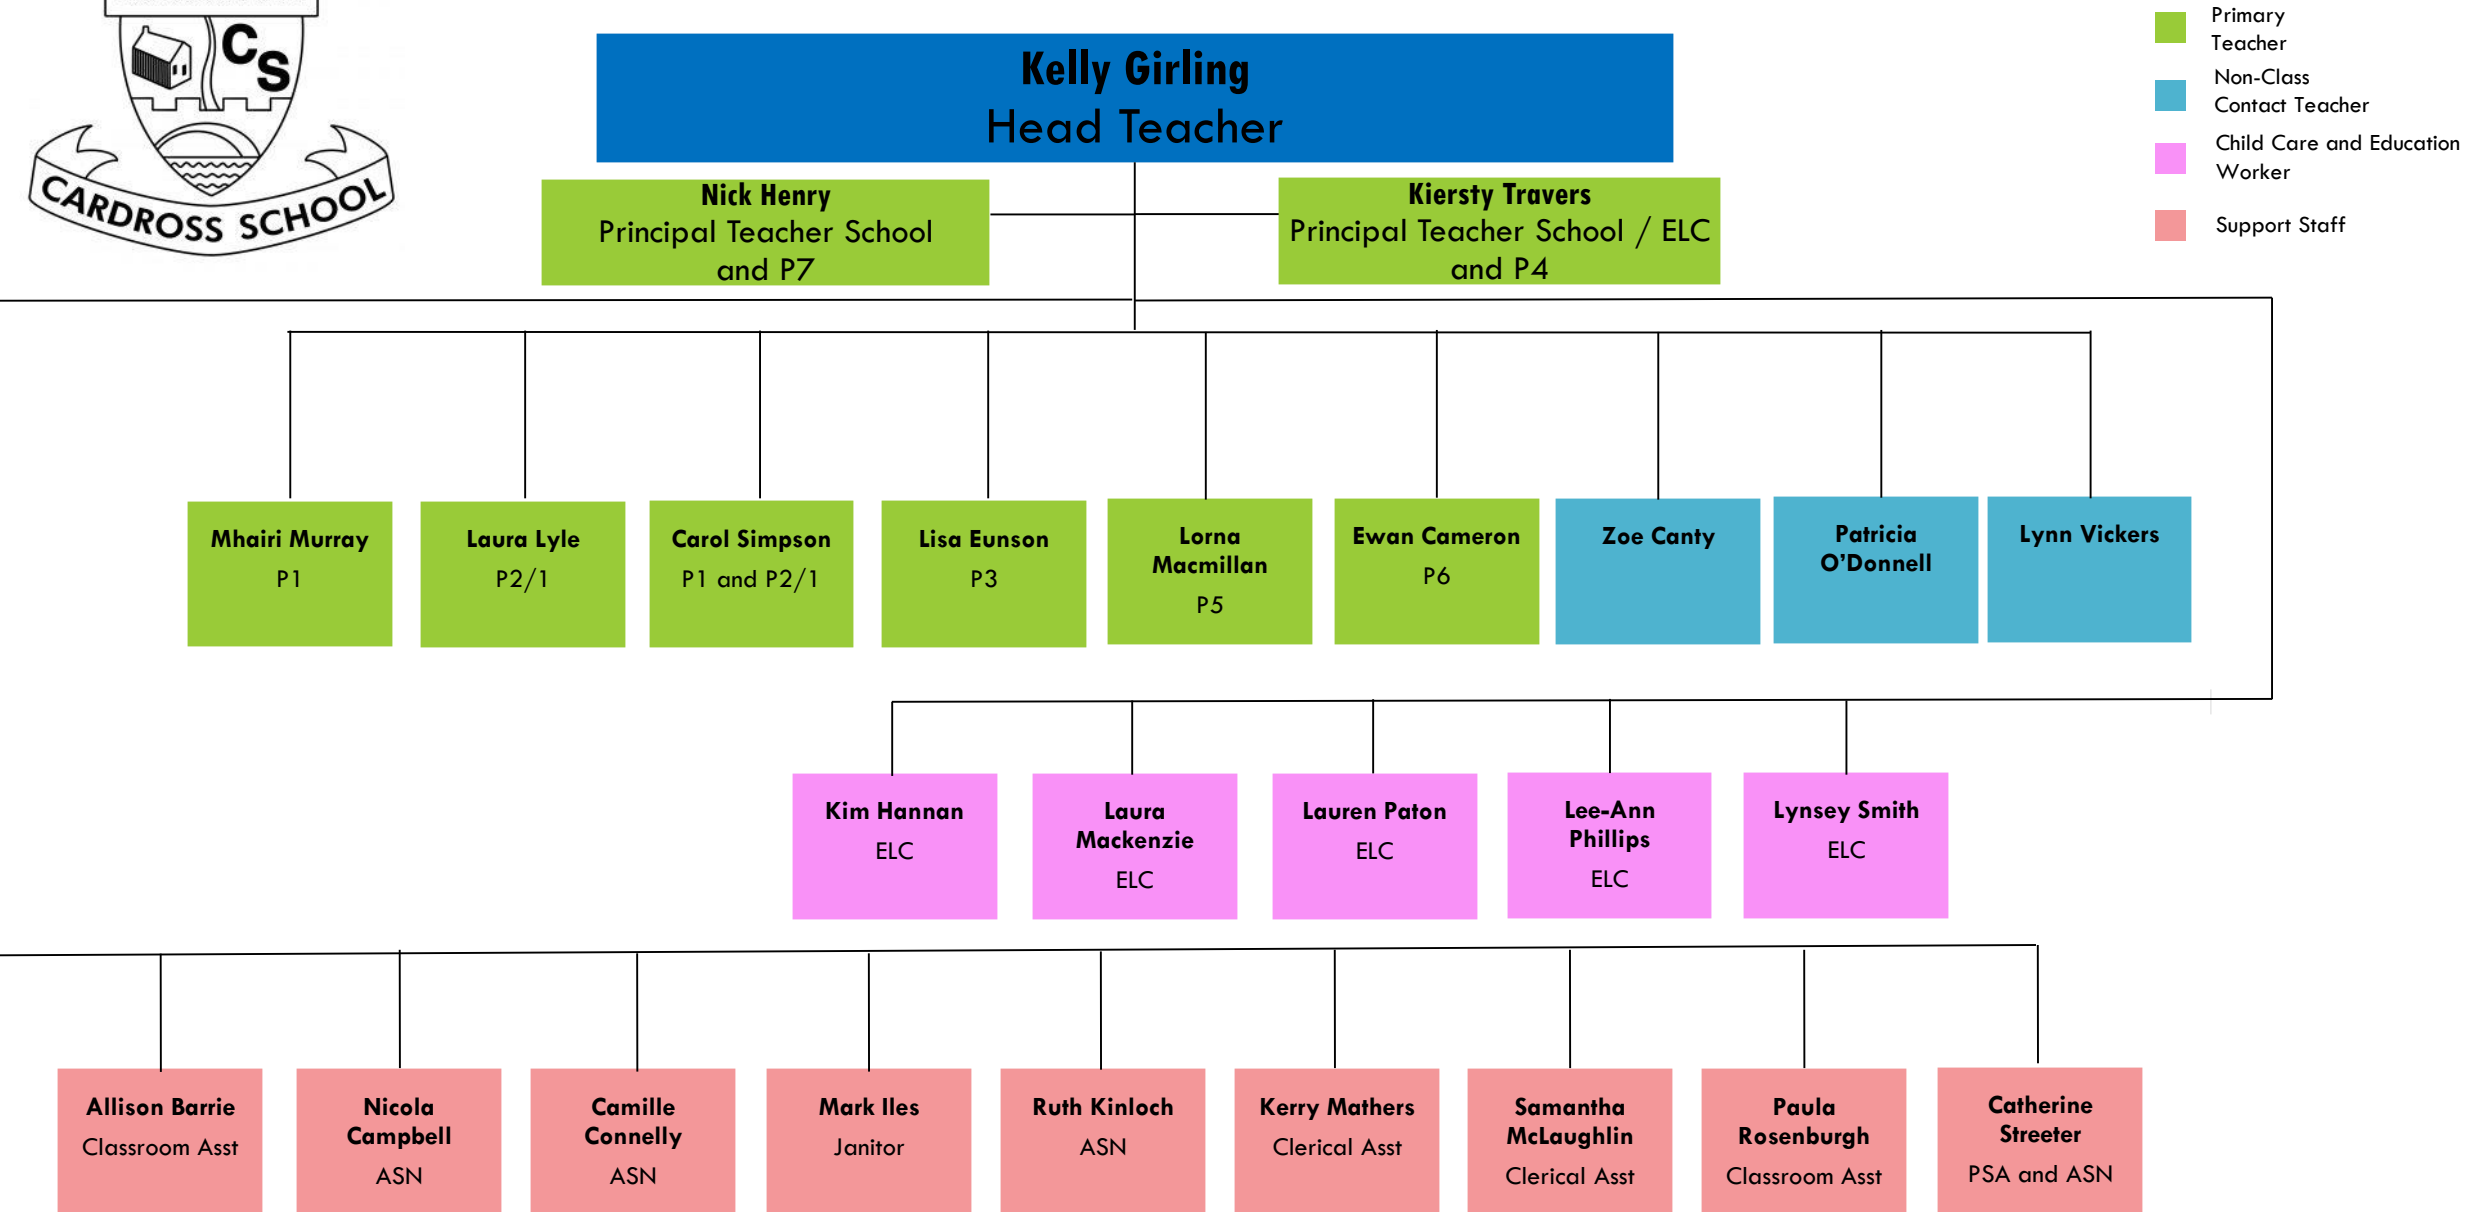 CS
CARDROSS SCHOOL
Kelly Girling
Head Teacher
Nick Henry
Principal Teacher School
and P7
Kiersty Travers
Principal Teacher School / ELC
and P4
Primary
Teacher
Non-Class
Contact Teacher
Child Care and Education
Worker
Support Staff
Mhairi Murray
P1
Laura Lyle
P2/1
Carol Simpson
P1 and P2/1
Lisa Eunson
P3
Lorna
Macmillan
P5
Ewan Cameron
P6
Zoe Canty
Patricia
O’Donnell
Lynn Vickers
Kim Hannan
ELC
Laura
Mackenzie
ELC
Lauren Paton
ELC
Lee-Ann
Phillips
ELC
Lynsey Smith
ELC
Allison Barrie
Classroom Asst
Nicola
Campbell
ASN
Camille
Connelly
ASN
Mark Iles
Janitor
Ruth Kinloch
ASN
Kerry Mathers
Clerical Asst
Samantha
McLaughlin
Clerical Asst
Paula
Rosenburgh
Classroom Asst
Catherine
Streeter
PSA and ASN